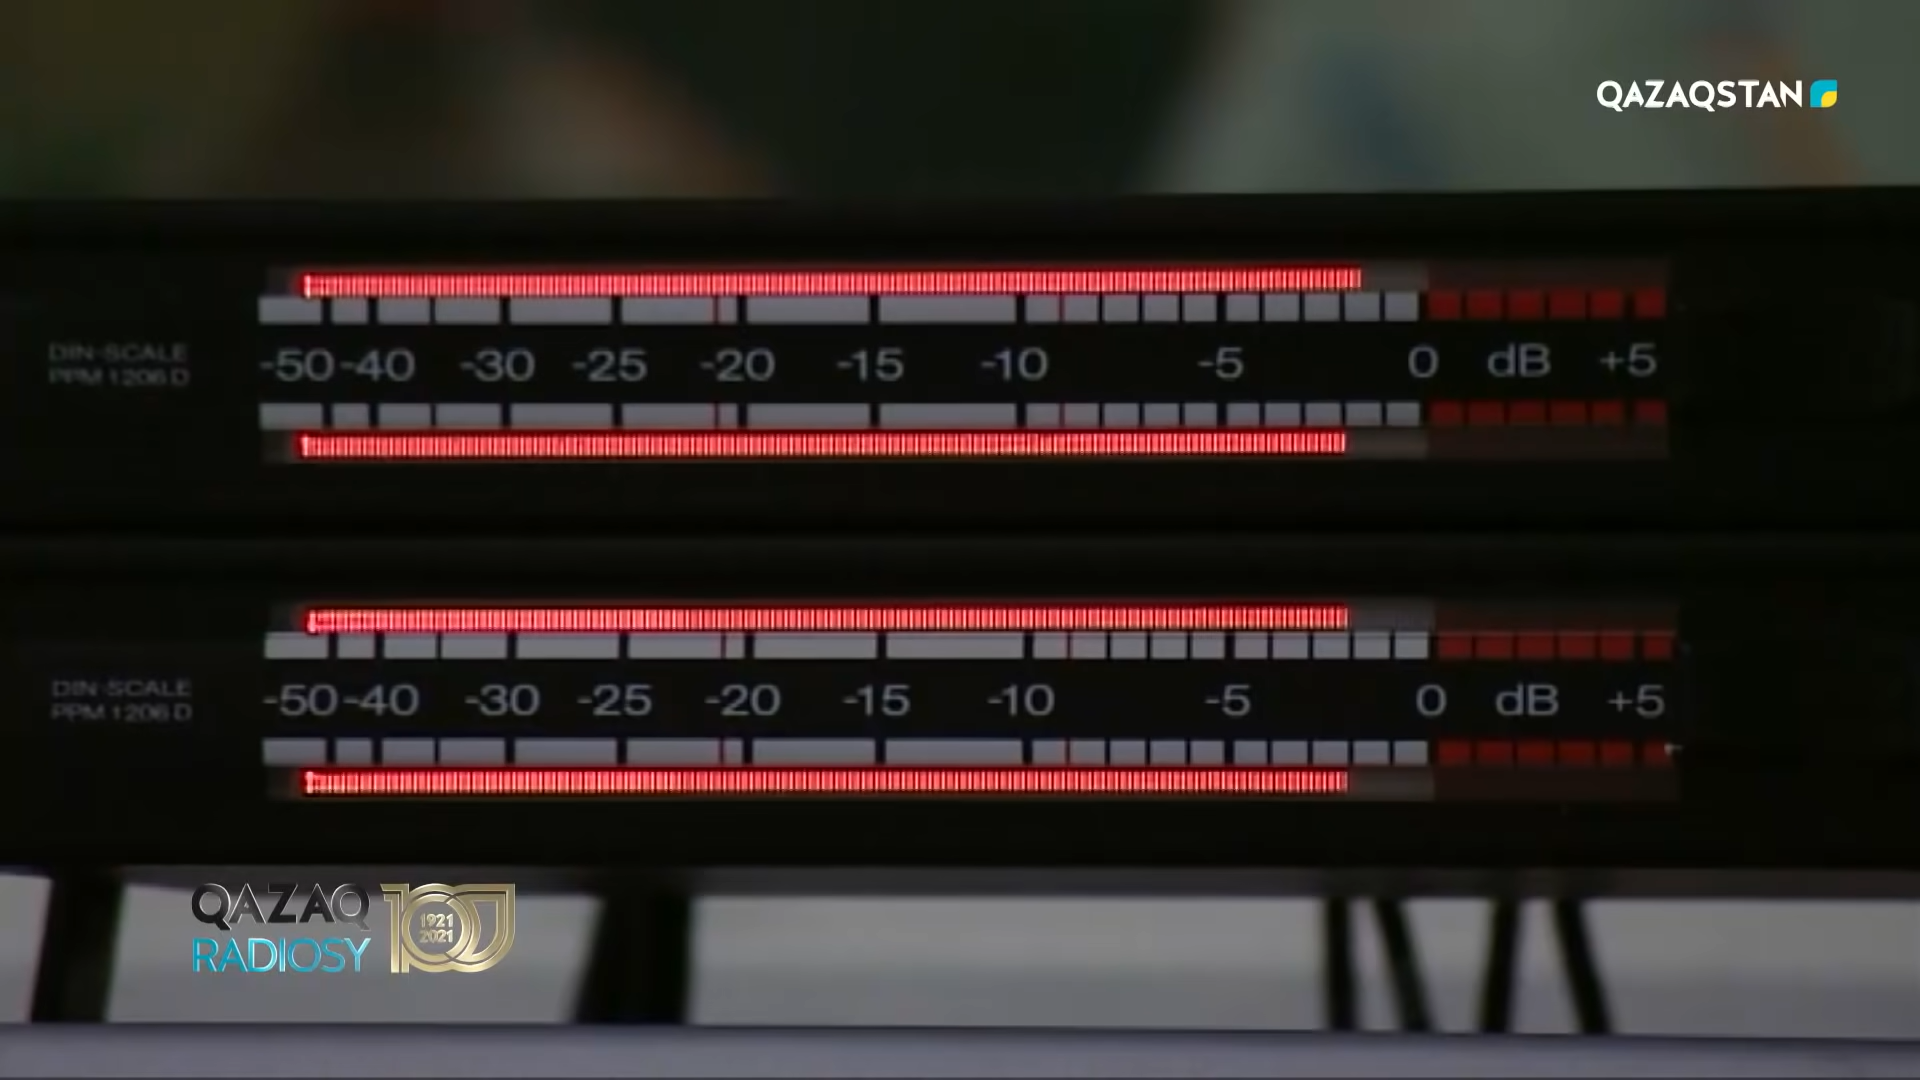 QAZAQSTAN
DIN-SCALE
PPM 1206 D
-50 -40 -30 -25 -20 -15 -10 -5 0 dB +5
DIN-SCALE
PPM 1206 D
-50 -40 -30 -25 -20 -15 -10 -5 0 dB +5
QAZAQ
RADIOSY
100
1921
2021